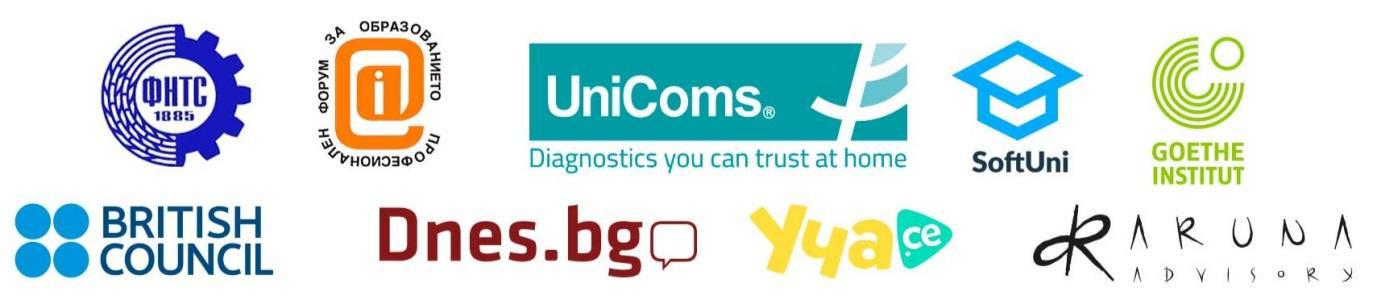 ФНТС
1885
ПРОФЕСИОНАЛЕН ФОРУМ ЗА ОБРАЗОВАНИЕТО
@i
UniComs®
Diagnostics you can trust at home
SoftUni
GOETHE
INSTITUT
BRITISH
COUNCIL
Dnes.bg
Уча.се
KARUNA
ADVISORY